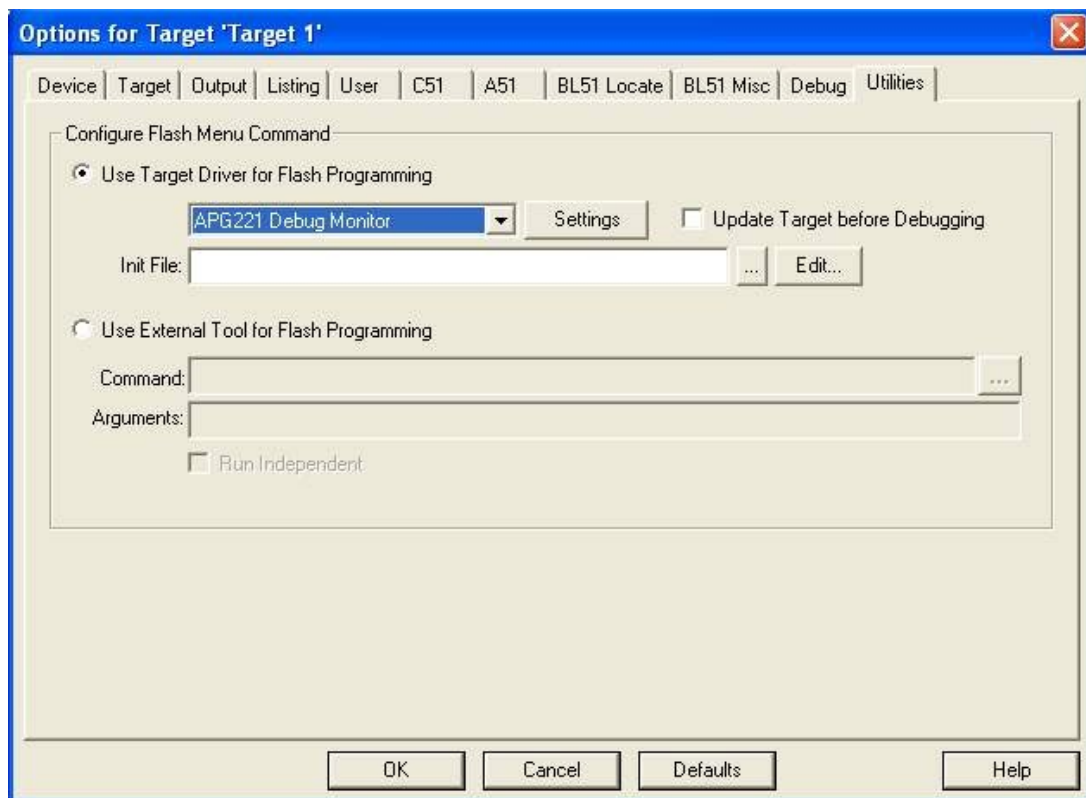 Options for Target 'Target 1'
Device Target Output Listing User C51 A51 BL51 Locate BL51 Misc Debug Utilities
Configure Flash Menu Command
Use Target Driver for Flash Programming
APG221 Debug Monitor Settings Update Target before Debugging
Init File: ... Edit...
Use External Tool for Flash Programming
Command: ...
Arguments:
Run Independent
OK Cancel Defaults Help